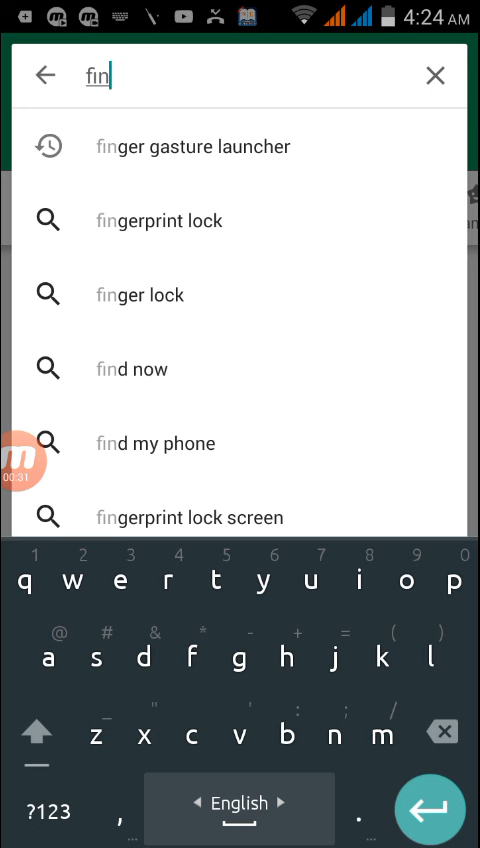 4:24 AM
fin
finger gasture launcher
fingerprint lock
finger lock
find now
find my phone
00:31
fingerprint lock screen
1 2 3 4 5 6 7 8 9 0
q w e r t y u i o p
@ # & * - + = ( )
a s d f g h j k l
_ " ' : ; /
z x c v b n m
?123 , English .